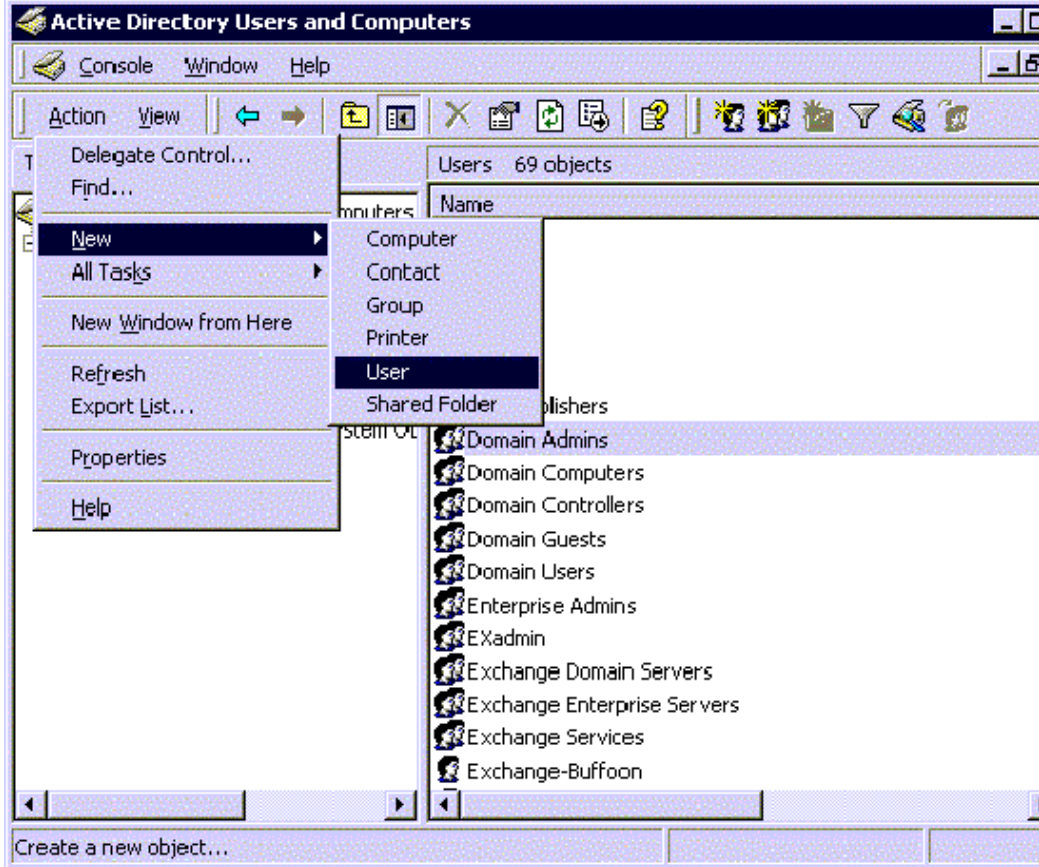 Active Directory Users and Computers
Console Window Help
Action View
Users 69 objects
Name
Delegate Control...
Find...
New
All Tasks
New Window from Here
Refresh
Export List...
Properties
Help
Computer
Contact
Group
Printer
User
Shared Folder
Domain Admins
Domain Computers
Domain Controllers
Domain Guests
Domain Users
Enterprise Admins
EXadmin
Exchange Domain Servers
Exchange Enterprise Servers
Exchange Services
Exchange-Buffoon
Create a new object...